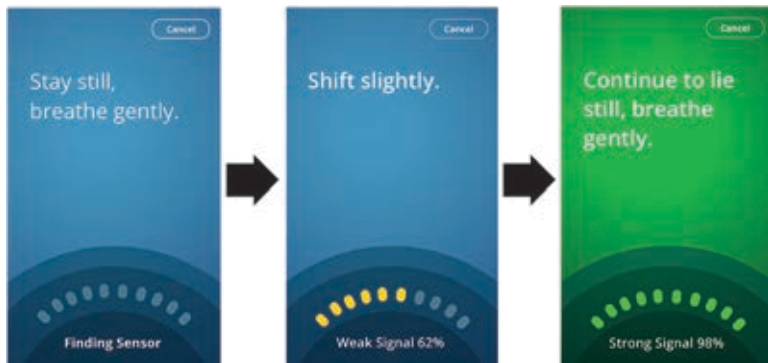 Cancel
Stay still,
breathe gently.
Finding Sensor
Cancel
Shift slightly.
Weak Signal 62%
Cancel
Continue to lie
still, breathe
gently.
Strong Signal 98%